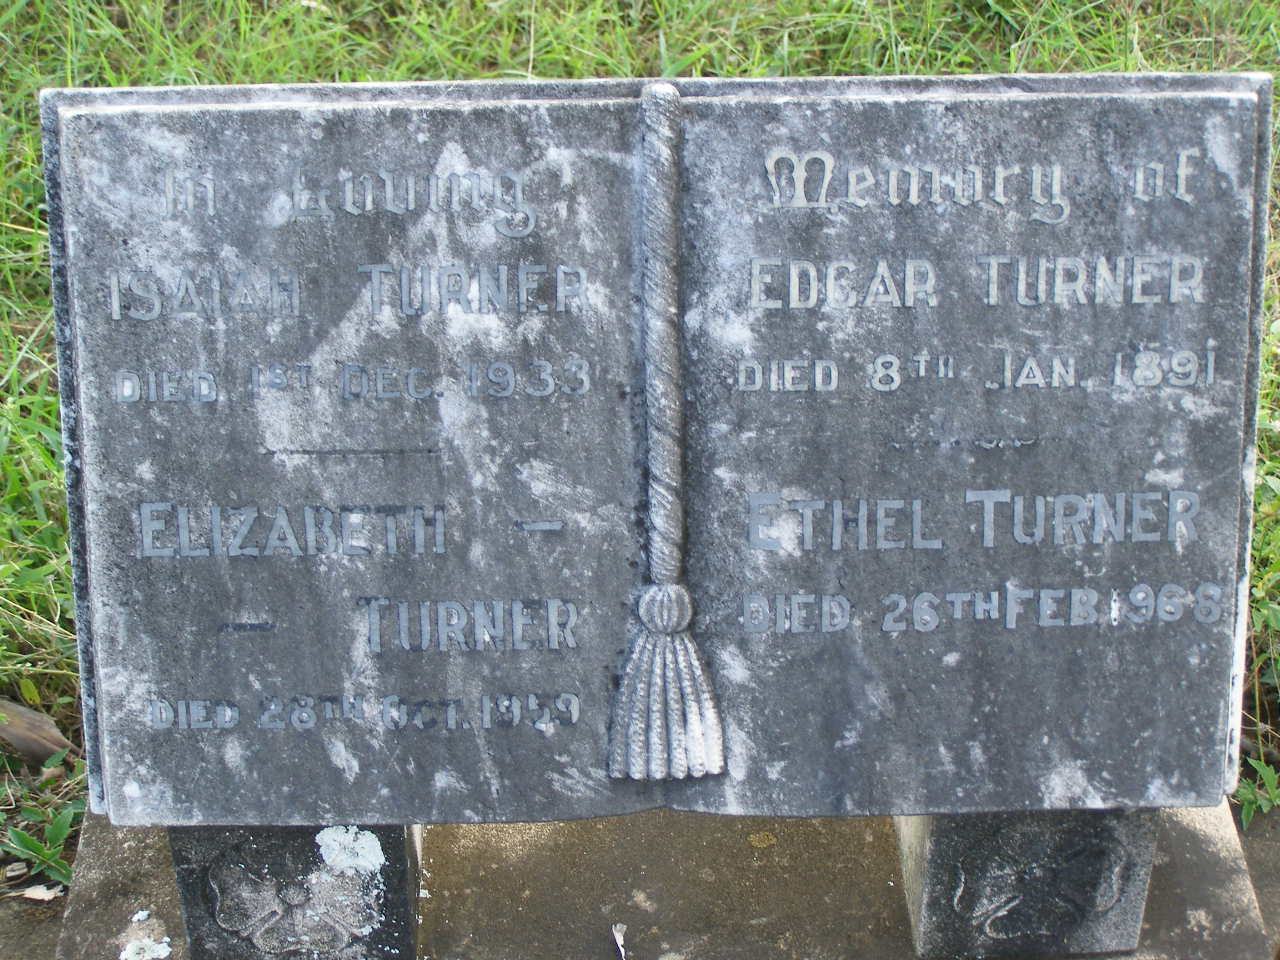 In Loving
ISAIAH TURNER
DIED 1ST DEC. 1933
ELIZABETH –
– TURNER
DIED 28TH OCT. 1959
Memory of
EDGAR TURNER
DIED 8TH JAN. 1891
ETHEL TURNER
DIED 26TH FEB. 1968